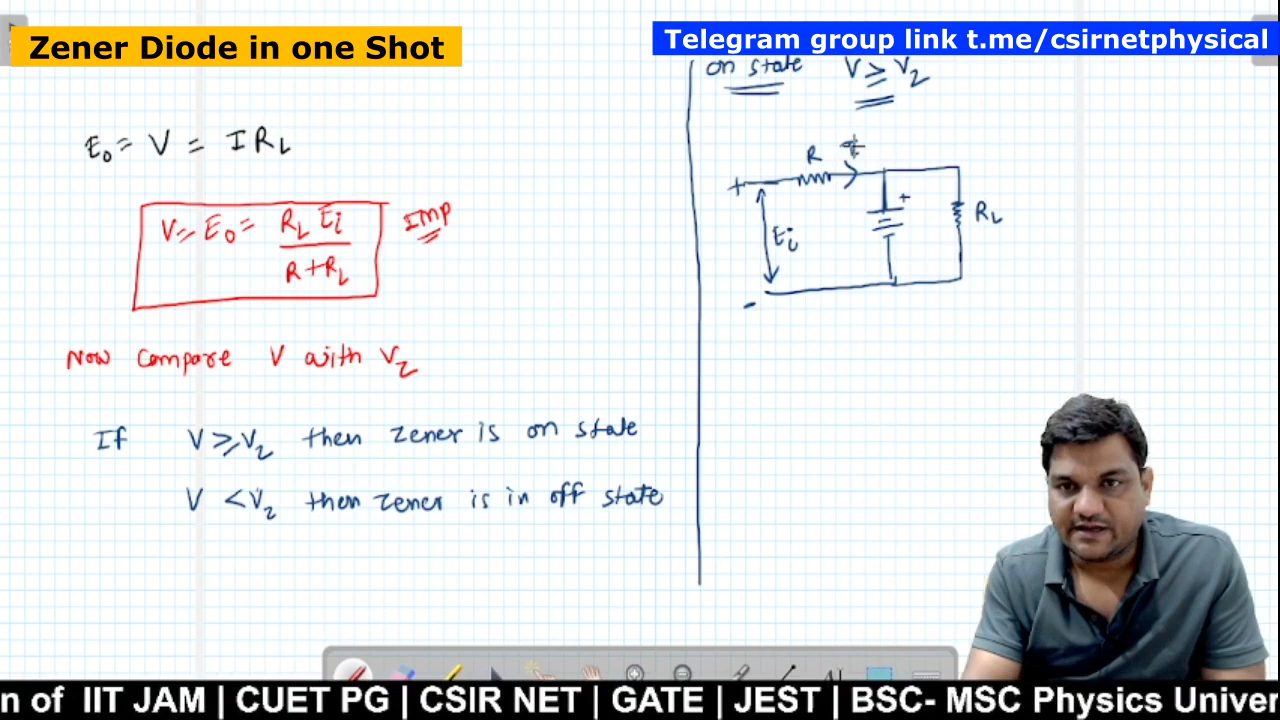 Zener Diode in one Shot
Telegram group link t.me/csirnetphysical
E₀ = V = IR_L
V = E₀ = R_L Ei
R + R_L
IMP
Now compare V with V_Z
If V ≥ V_Z then zener is on state
V < V_Z then zener is in off state
on state V ≥ V_Z
R
+
+
Ei
R_L
-
n of IIT JAM | CUET PG | CSIR NET | GATE | JEST | BSC- MSC Physics Univer